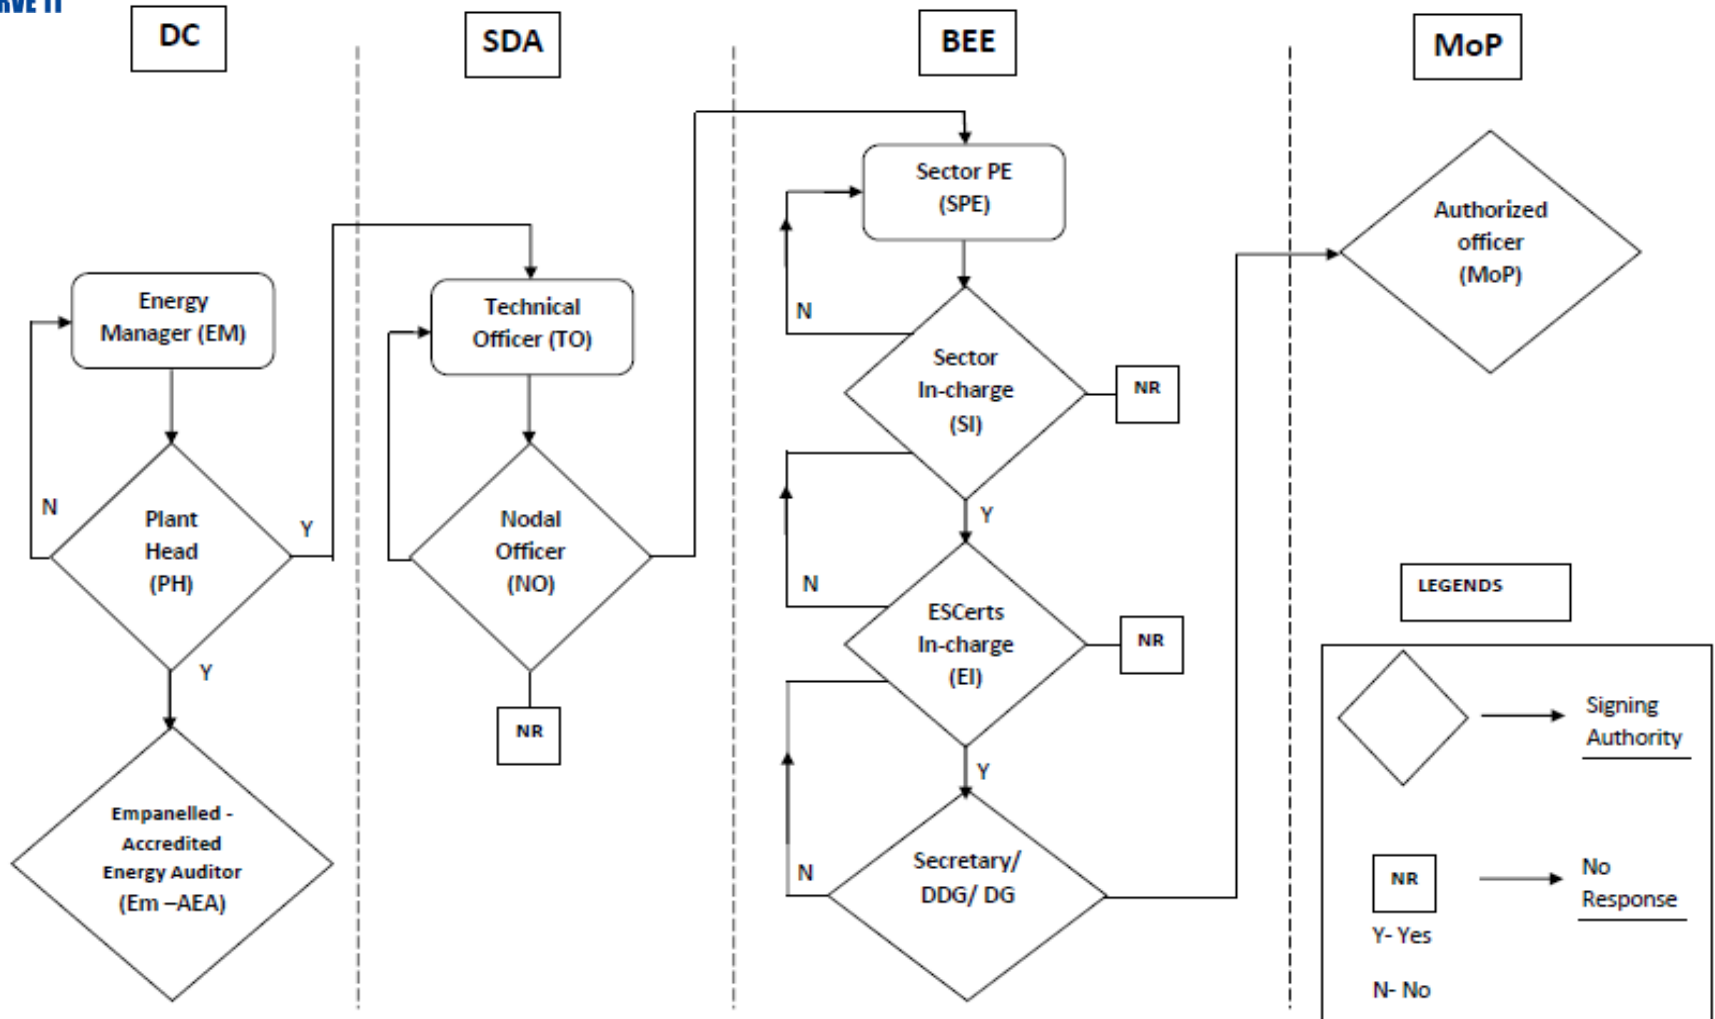 DC
SDA
BEE
MoP
Energy
Manager (EM)
N
Plant
Head
(PH)
Y
Y
Empanelled -
Accredited
Energy Auditor
(Em –AEA)
Technical
Officer (TO)
Nodal
Officer
(NO)
NR
Sector PE
(SPE)
N
Sector
In-charge
(SI)
NR
Y
N
ESCerts
In-charge
(EI)
NR
Y
N
Secretary/
DDG/ DG
Authorized
officer
(MoP)
LEGENDS
Signing
Authority
NR
No
Response
Y- Yes
N- No